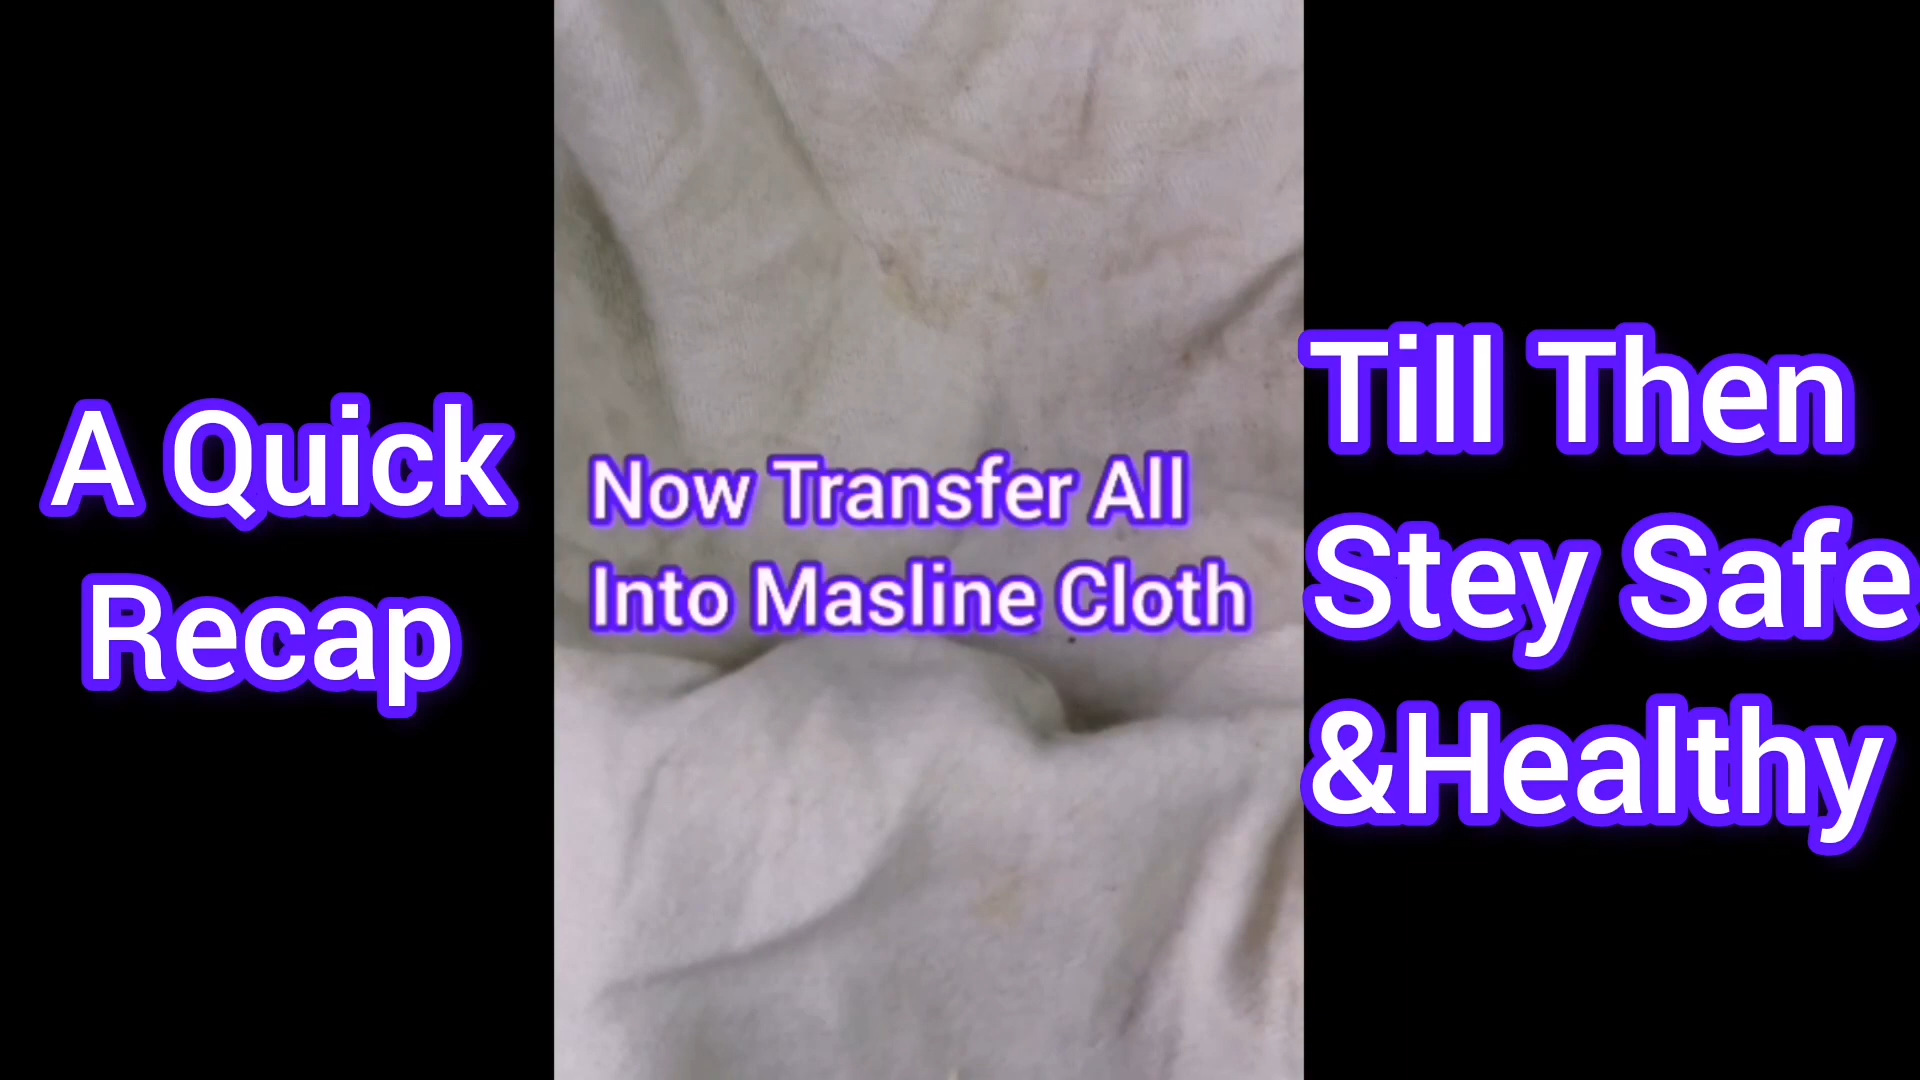 A Quick
Recap
Now Transfer All
Into Masline Cloth
Till Then
Stey Safe
&Healthy